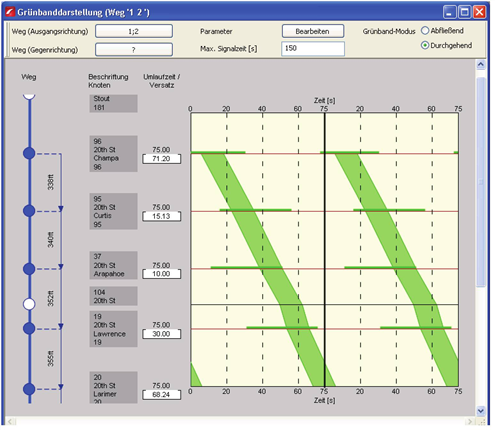 Grünbanddarstellung (Weg '1 2 ')
Weg (Ausgangsrichtung)
1;2
Parameter
Bearbeiten
Grünband-Modus
Abfließend
Weg (Gegenrichtung)
?
Max. Signalzeit [s]
150
Durchgehend
Weg
Beschriftung Knoten
Umlaufzeit / Versatz
Zeit [s]
0 20 40 60 75 20 40 60 75
Stout
181
96
20th St
Champa
96
75.00
71.20
338ft
95
20th St
Curtis
95
75.00
15.13
340ft
37
20th St
Arapahoe
75.00
10.00
104
20th St
352ft
19
20th St
Lawrence
19
75.00
30.00
355ft
20
20th St
Larimer
20
75.00
68.24
0 20 40 60 75 20 40 60 75
Zeit [s]